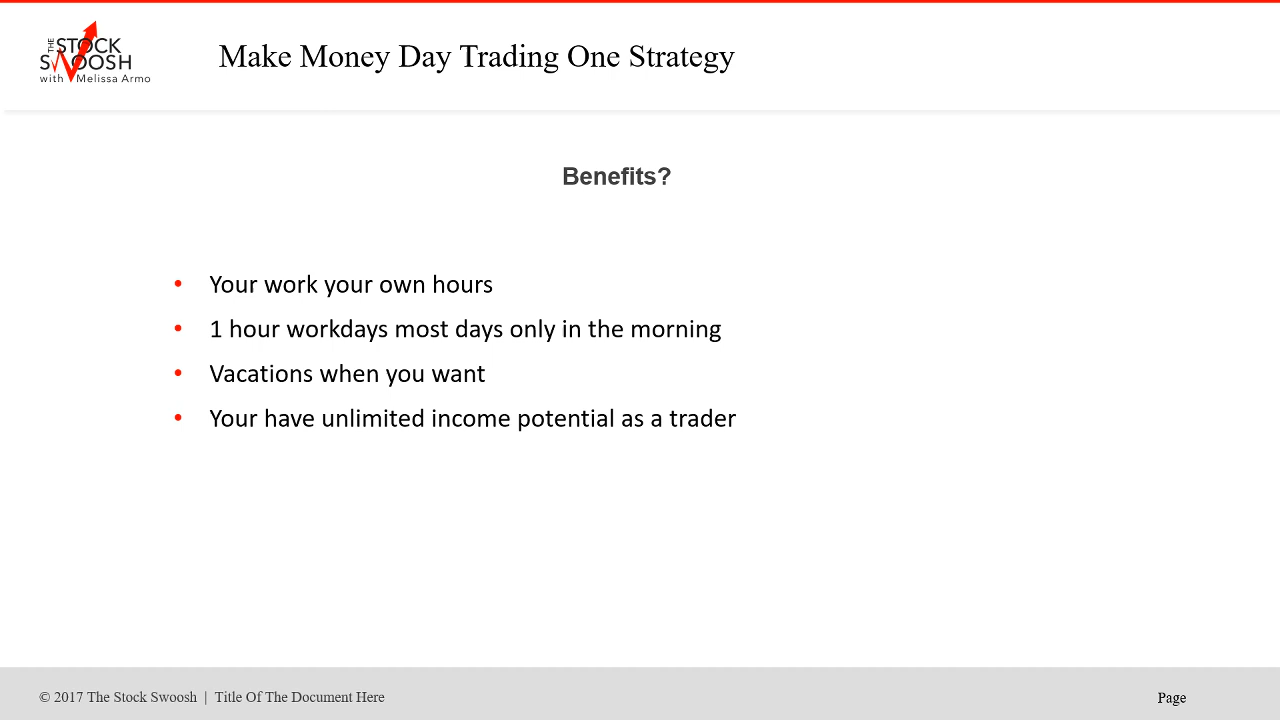 THE STOCK
SWOOSH
with Melissa Armo
Make Money Day Trading One Strategy
Benefits?
• Your work your own hours
• 1 hour workdays most days only in the morning
• Vacations when you want
• Your have unlimited income potential as a trader
© 2017 The Stock Swoosh | Title Of The Document Here
Page